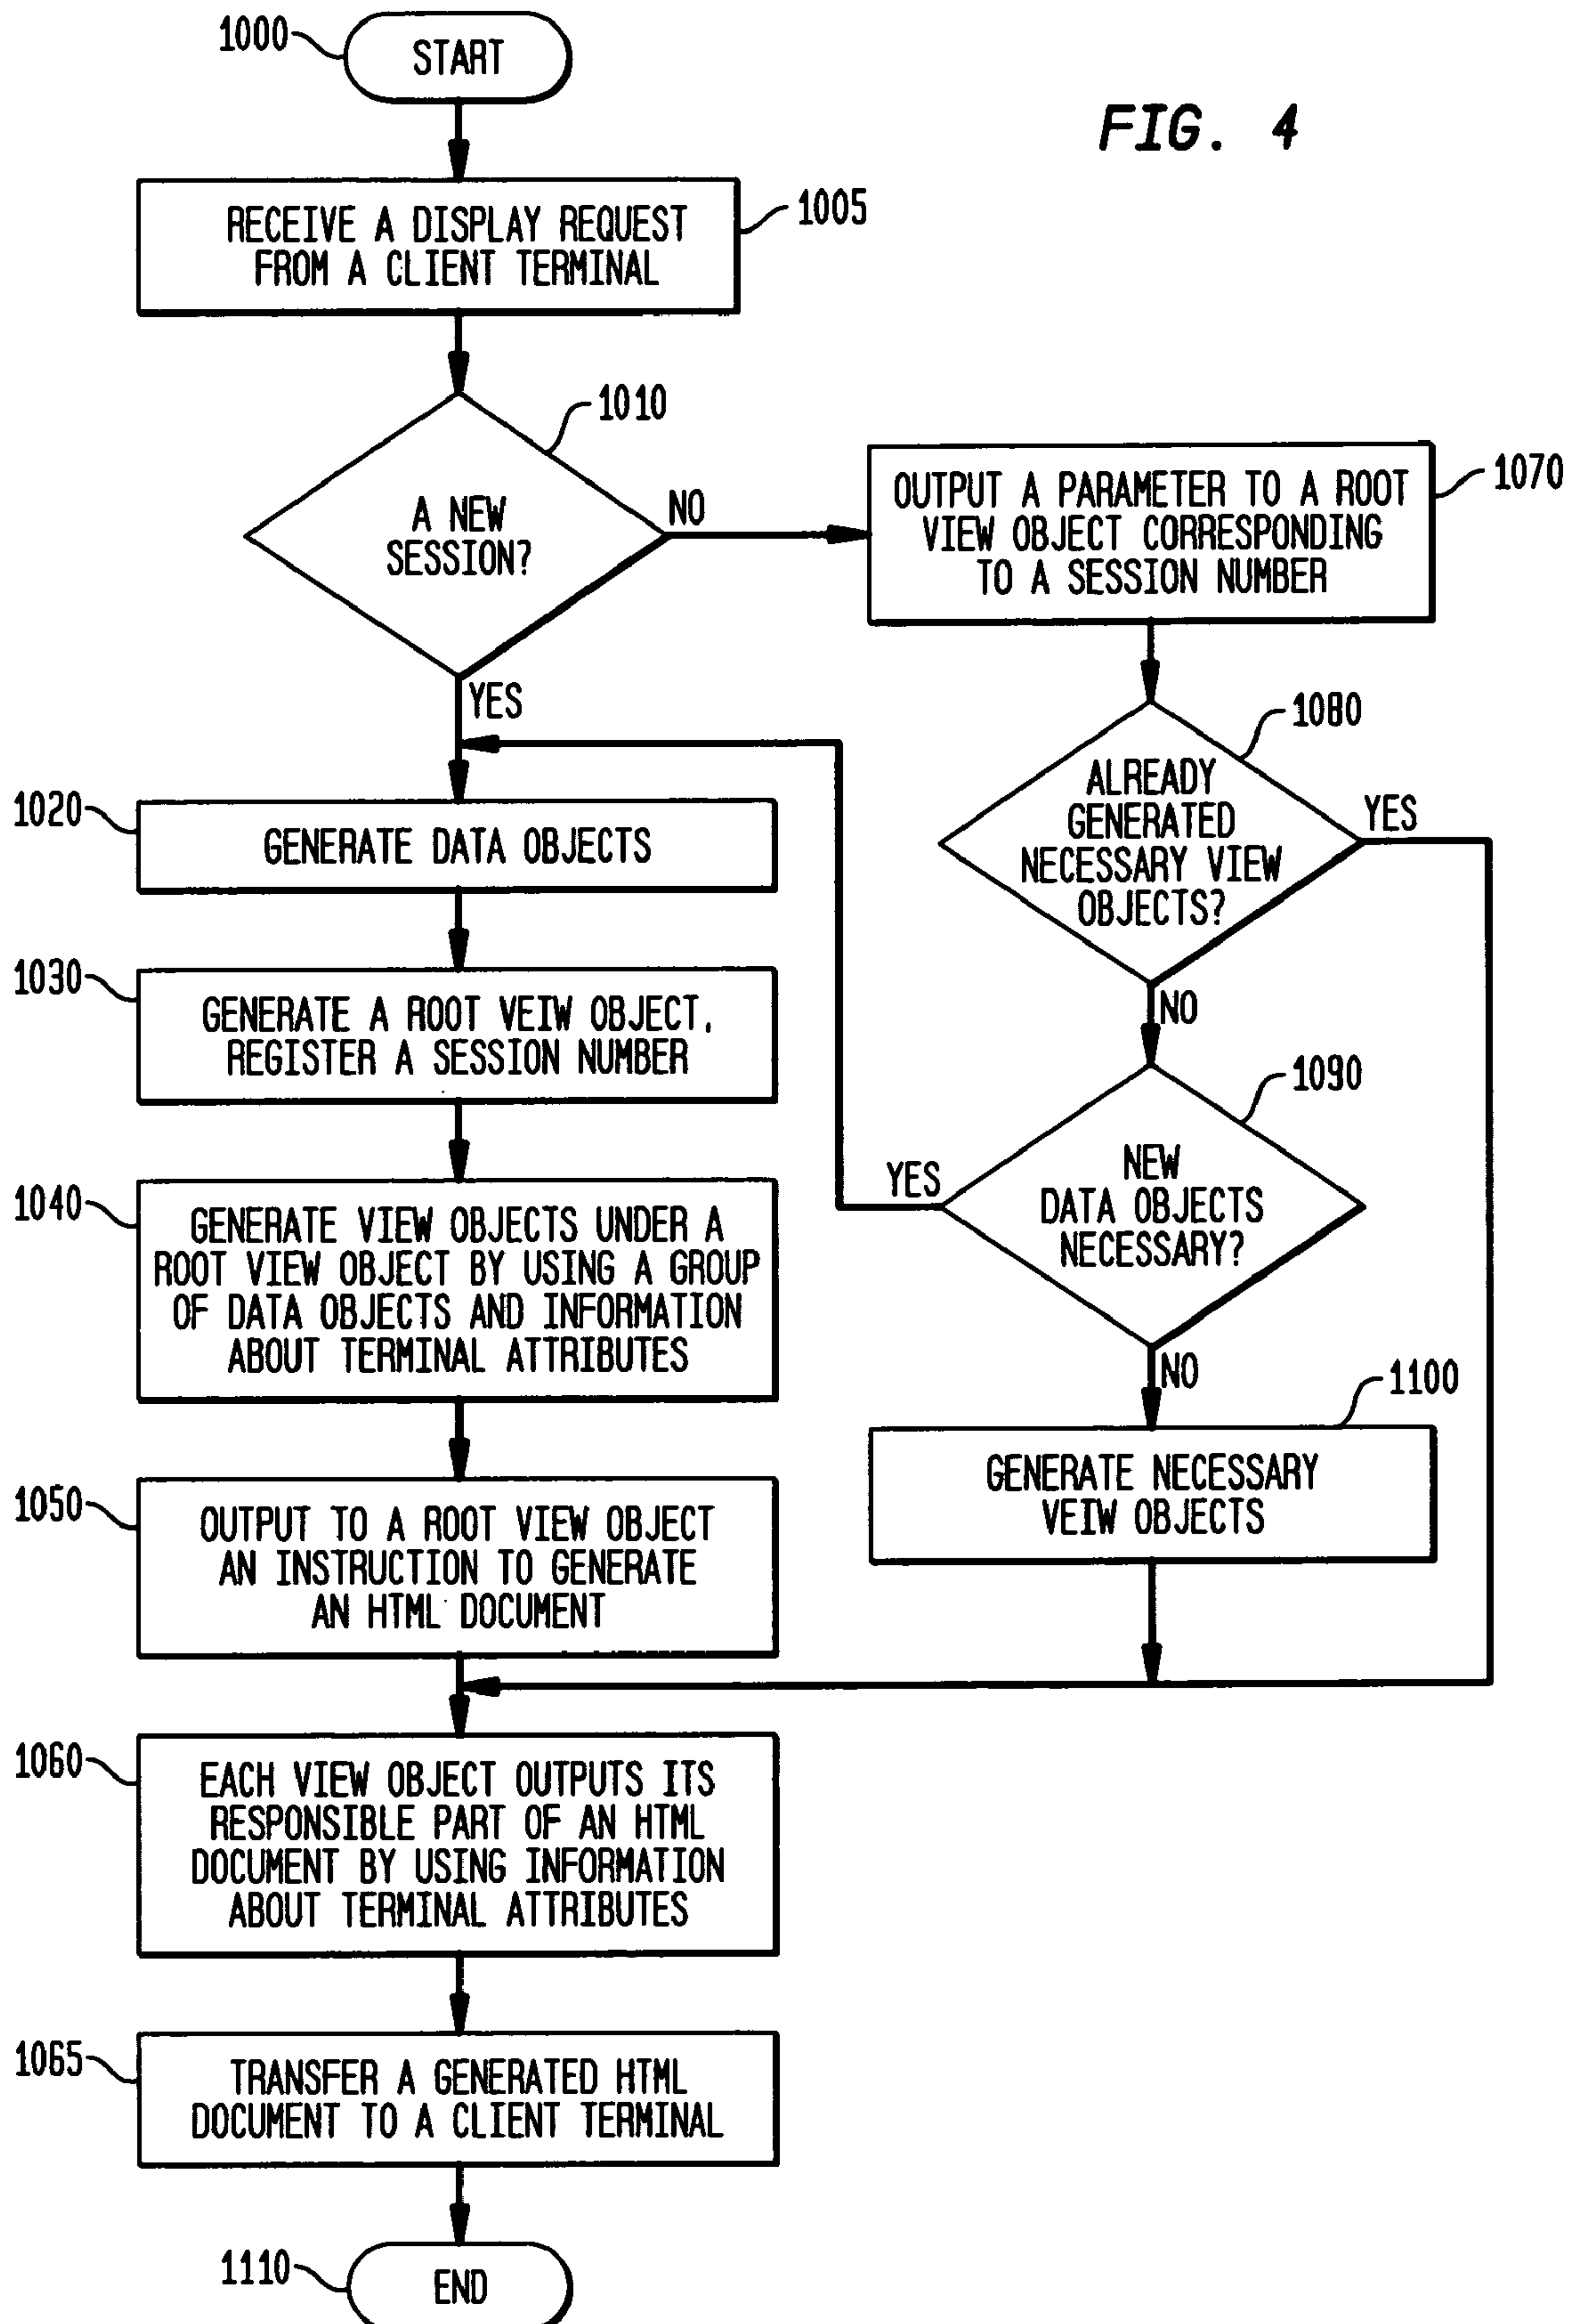 1000
START
FIG. 4
RECEIVE A DISPLAY REQUEST
FROM A CLIENT TERMINAL
1005
1010
A NEW
SESSION?
NO
YES
OUTPUT A PARAMETER TO A ROOT
VIEW OBJECT CORRESPONDING
TO A SESSION NUMBER
1070
1080
ALREADY
GENERATED
NECESSARY VIEW
OBJECTS?
YES
NO
1020
GENERATE DATA OBJECTS
1030
GENERATE A ROOT VEIW OBJECT,
REGISTER A SESSION NUMBER
1090
NEW
DATA OBJECTS
NECESSARY?
YES
NO
1040
GENERATE VIEW OBJECTS UNDER A
ROOT VIEW OBJECT BY USING A GROUP
OF DATA OBJECTS AND INFORMATION
ABOUT TERMINAL ATTRIBUTES
1100
GENERATE NECESSARY
VEIW OBJECTS
1050
OUTPUT TO A ROOT VIEW OBJECT
AN INSTRUCTION TO GENERATE
AN HTML DOCUMENT
1060
EACH VIEW OBJECT OUTPUTS ITS
RESPONSIBLE PART OF AN HTML
DOCUMENT BY USING INFORMATION
ABOUT TERMINAL ATTRIBUTES
1065
TRANSFER A GENERATED HTML
DOCUMENT TO A CLIENT TERMINAL
1110
END